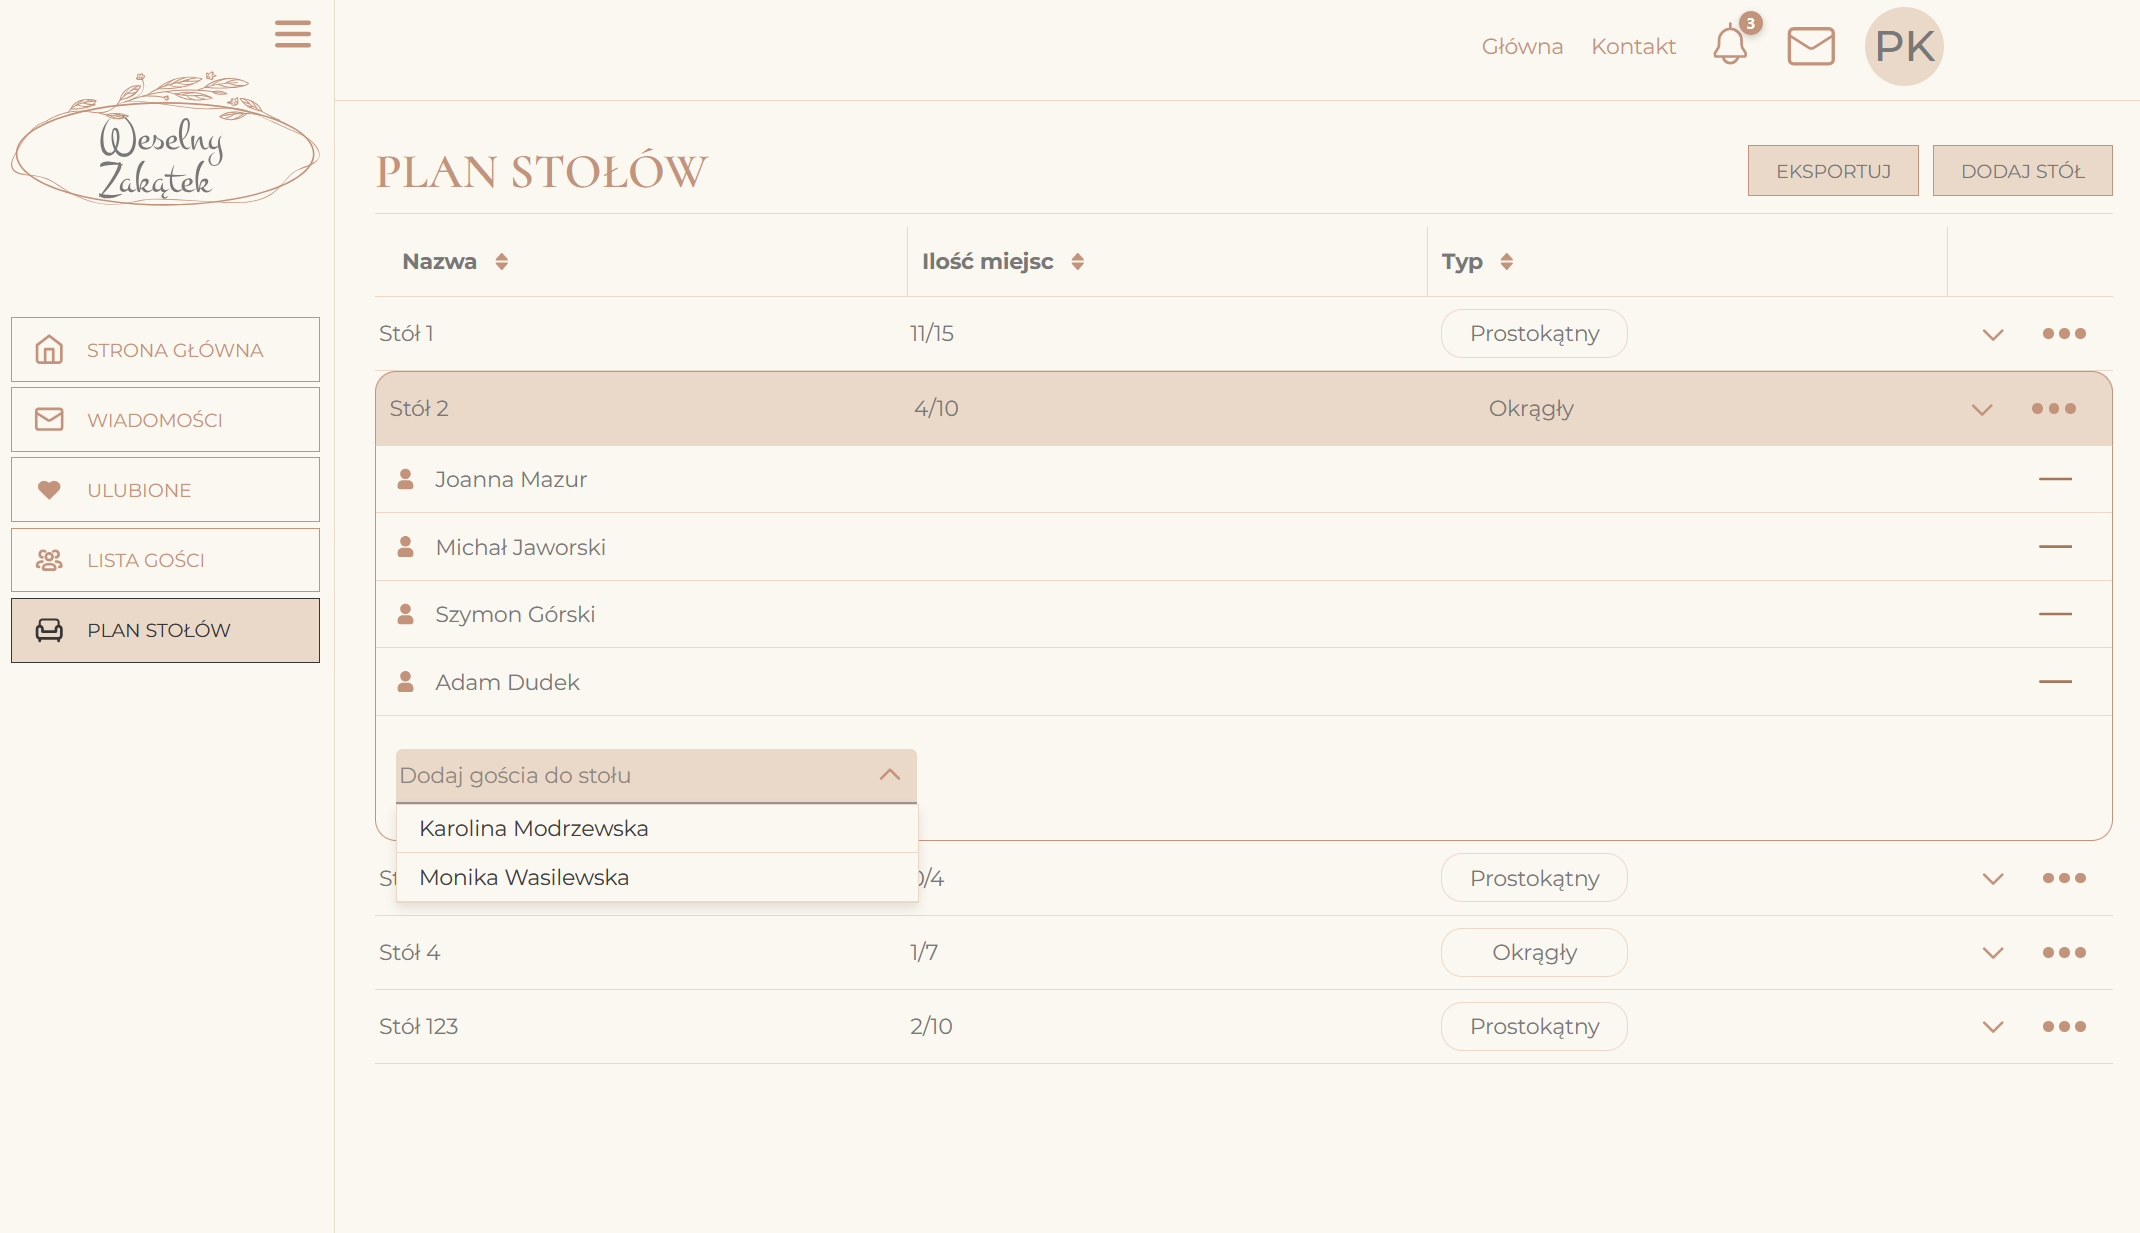 Główna Kontakt 3 PK
Weselny
Zakątek
STRONA GŁÓWNA
WIADOMOŚCI
ULUBIONE
LISTA GOŚCI
PLAN STOŁÓW
PLAN STOŁÓW EKSPORTUJ DODAJ STÓŁ
Nazwa Ilość miejsc Typ
Stół 1 11/15 Prostokątny
Stół 2 4/10 Okrągły
Joanna Mazur
Michał Jaworski
Szymon Górski
Adam Dudek
Dodaj gościa do stołu
Karolina Modrzewska
Monika Wasilewska
/4 Prostokątny
Stół 4 1/7 Okrągły
Stół 123 2/10 Prostokątny